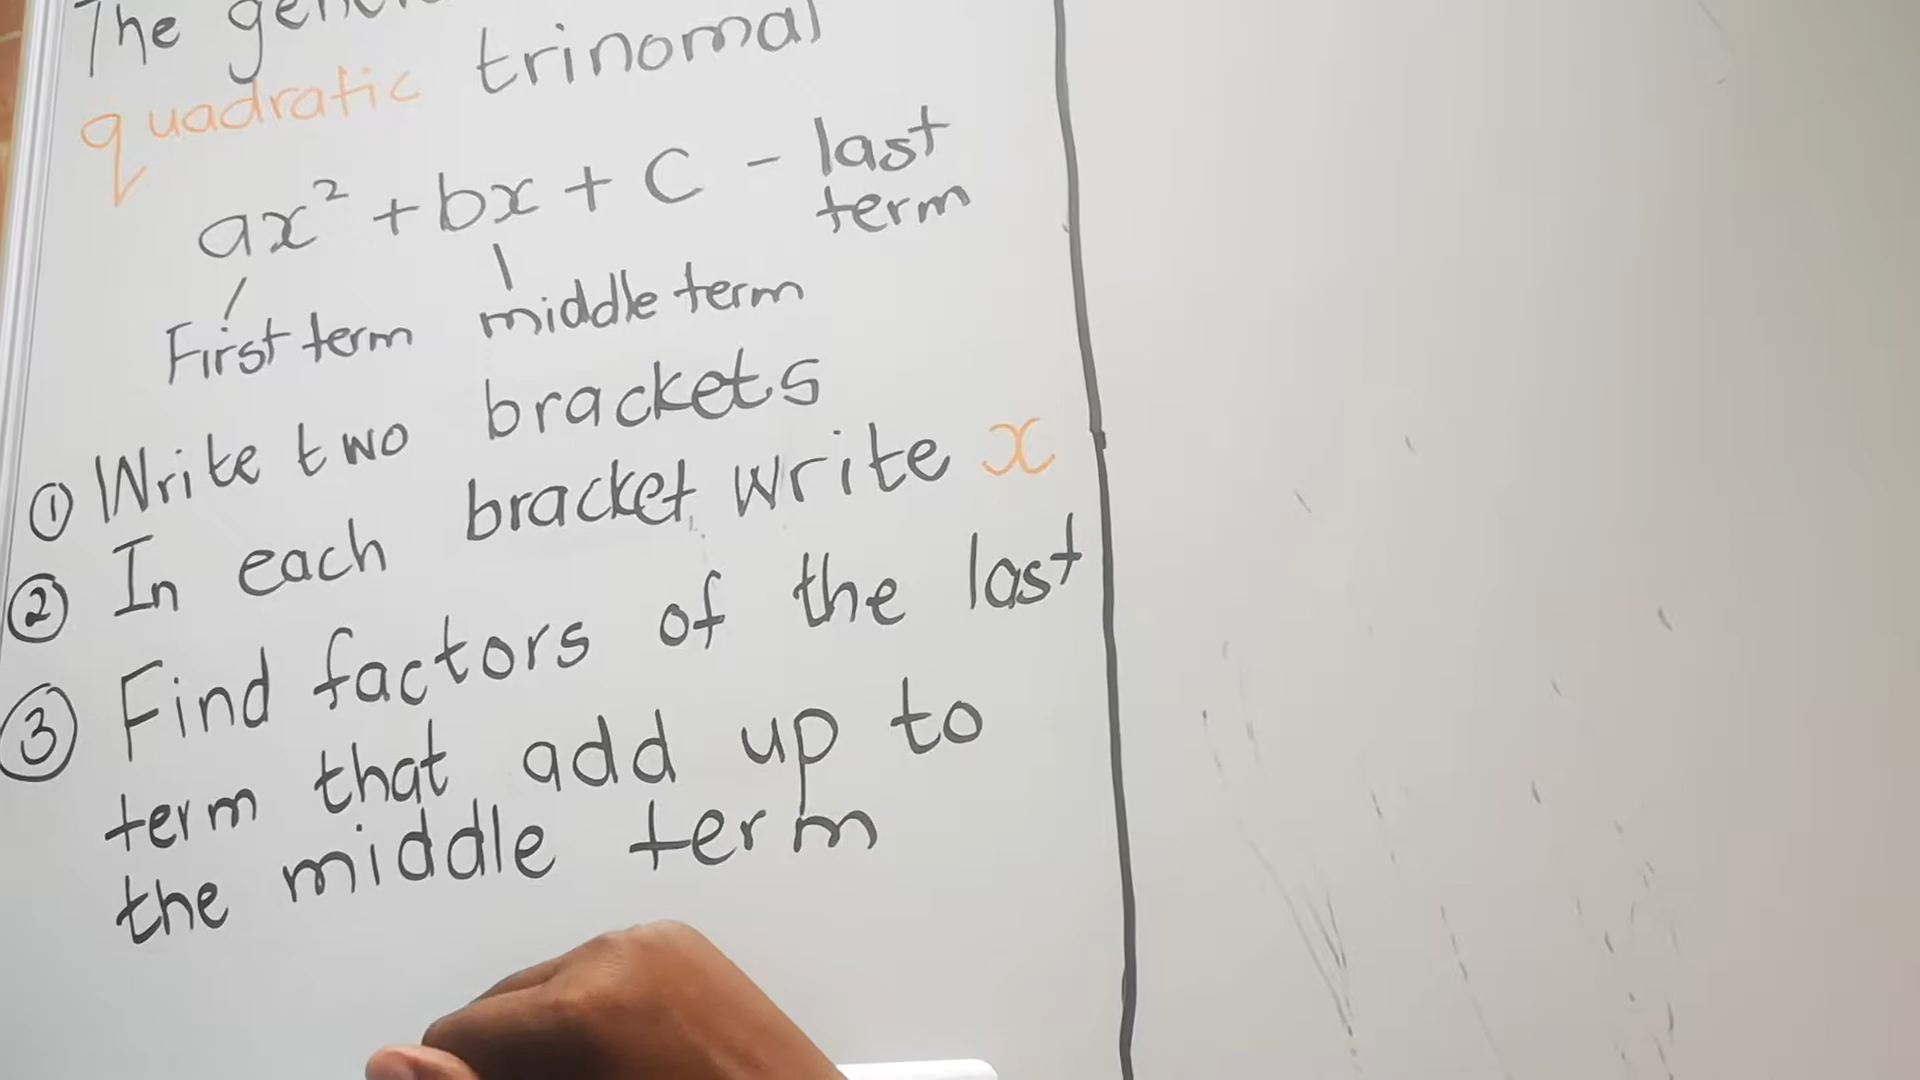 The
quadratic trinomal
ax² + bx + c - last
term
First term middle term
① Write two brackets
② In each bracket, write x
③ Find factors of the last
term that add up to
the middle term